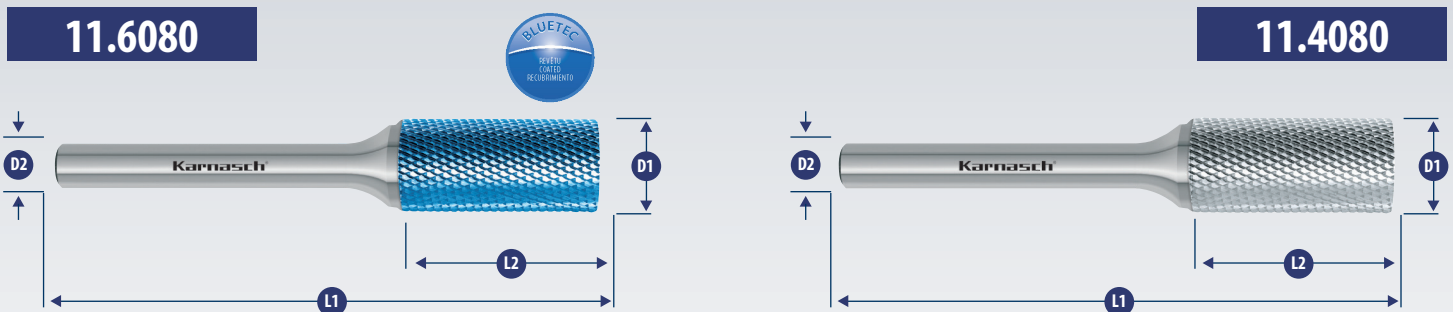 11.6080
BLUETEC
REVÊTU
COATED
RECUBRIMIENTO
11.4080
D2
Karnasch®
D1
L2
L1
D2
Karnasch®
D1
L2
L1